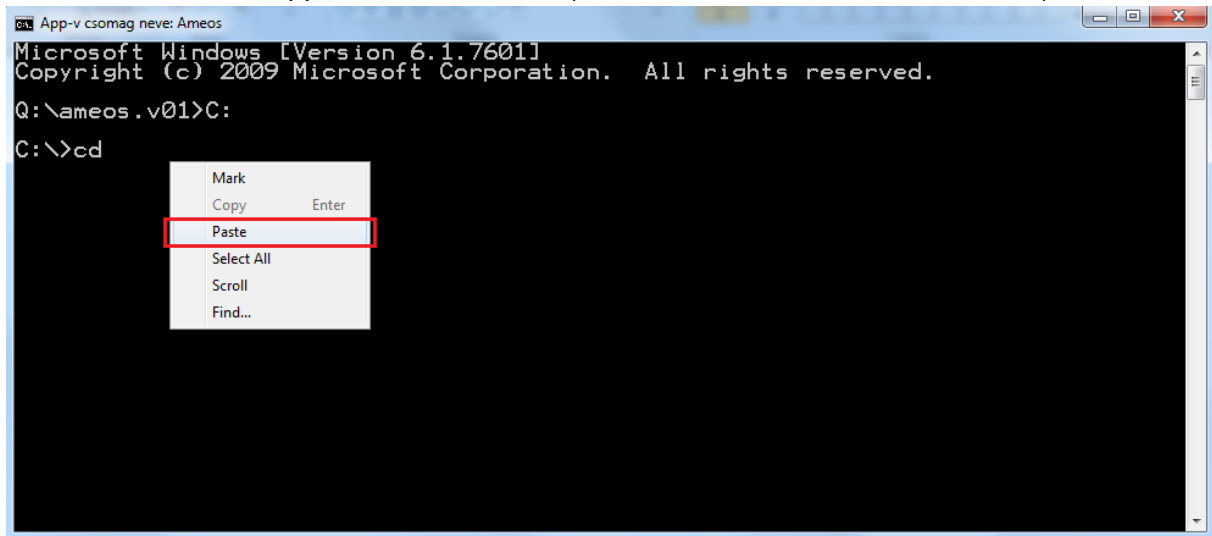 App-v csomag neve: Ameos
Microsoft Windows [Version 6.1.7601]
Copyright (c) 2009 Microsoft Corporation.  All rights reserved.
Q:\ameos.v01>C:
C:\>cd
Mark
Copy Enter
Paste
Select All
Scroll
Find...